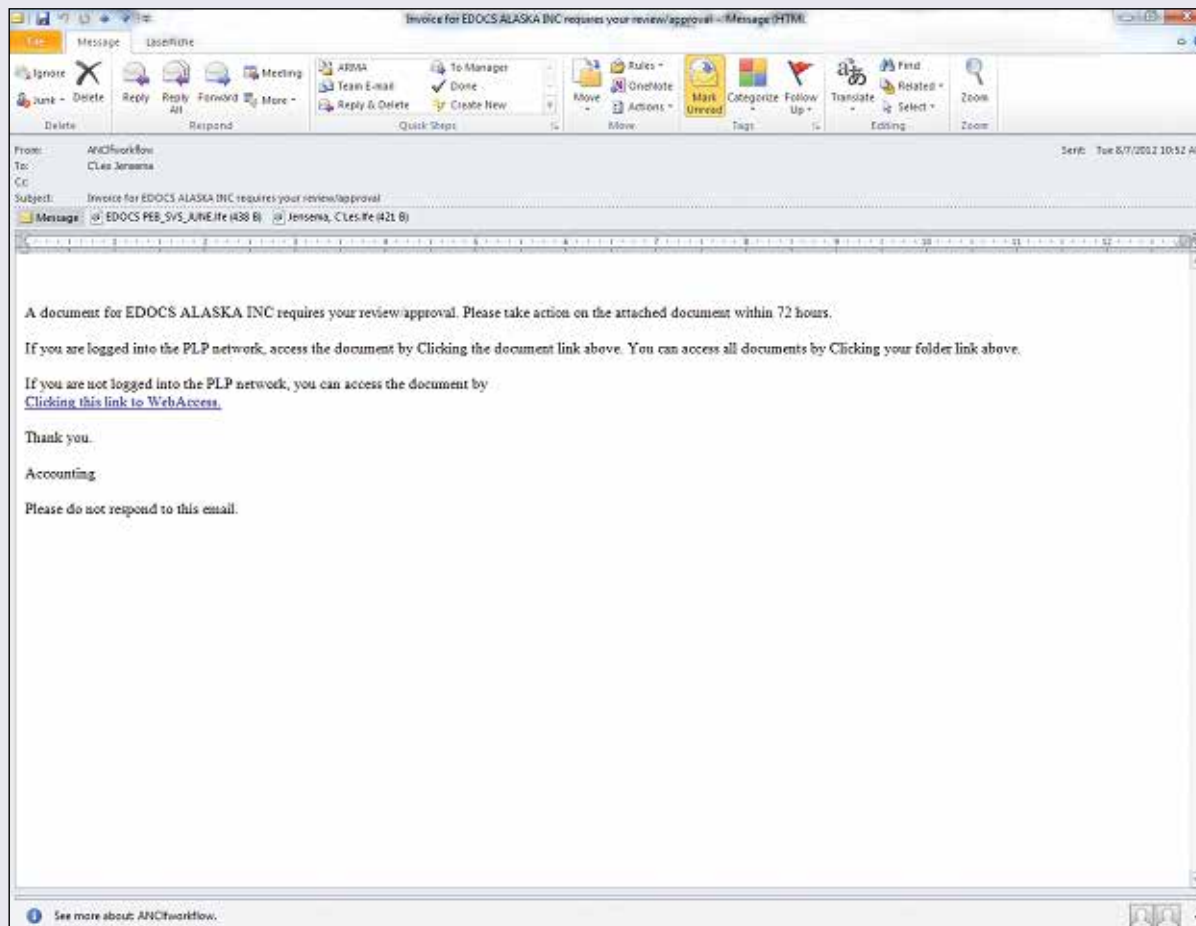 Invoice for EDOCS ALASKA INC requires your review/approval - Message (HTML
File Message Laserfiche
Ignore
Junk Delete
Reply Reply All Forward
Meeting
More
ARMA
Team E-mail
Reply & Delete
To Manager
Done
Create New
Move
Rules
OneNote
Actions
Mark Unread Categorize Follow Up
Translate
Find
Related
Select
Zoom
Delete Respond Quick Steps Move Tags Editing Zoom
From: ANClfworkflow Sent: Tue 8/7/2012 10:52 A
To: C'Les Jensema
Cc
Subject: Invoice for EDOCS ALASKA INC requires your review/approval
Message EDOCS PEB_SVS_JUNE.lfe (438 B) Jensema, C'Les.lfe (421 B)
A document for EDOCS ALASKA INC requires your review/approval. Please take action on the attached document within 72 hours.
If you are logged into the PLP network, access the document by Clicking the document link above. You can access all documents by Clicking your folder link above.
If you are not logged into the PLP network, you can access the document by
Clicking this link to WebAccess.
Thank you.
Accounting
Please do not respond to this email.
See more about: ANClfworkflow.